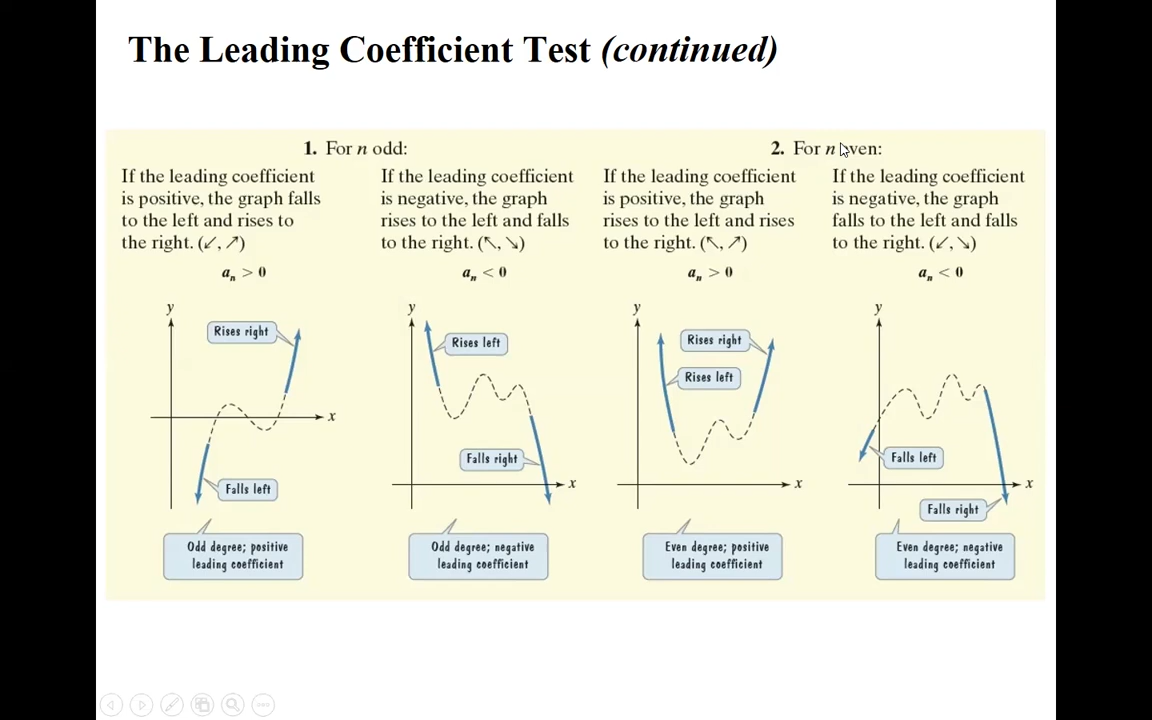 The Leading Coefficient Test (continued)
1. For n odd:
If the leading coefficient
is positive, the graph falls
to the left and rises to
the right. (↙, ↗)
aₙ > 0
y
Rises right
x
Falls left
Odd degree; positive
leading coefficient
If the leading coefficient
is negative, the graph
rises to the left and falls
to the right. (↖, ↘)
aₙ < 0
y
Rises left
Falls right
x
Odd degree; negative
leading coefficient
2. For n even:
If the leading coefficient
is positive, the graph
rises to the left and rises
to the right. (↖, ↗)
aₙ > 0
y
Rises right
Rises left
x
Even degree; positive
leading coefficient
If the leading coefficient
is negative, the graph
falls to the left and falls
to the right. (↙, ↘)
aₙ < 0
y
Falls left
x
Falls right
Even degree; negative
leading coefficient